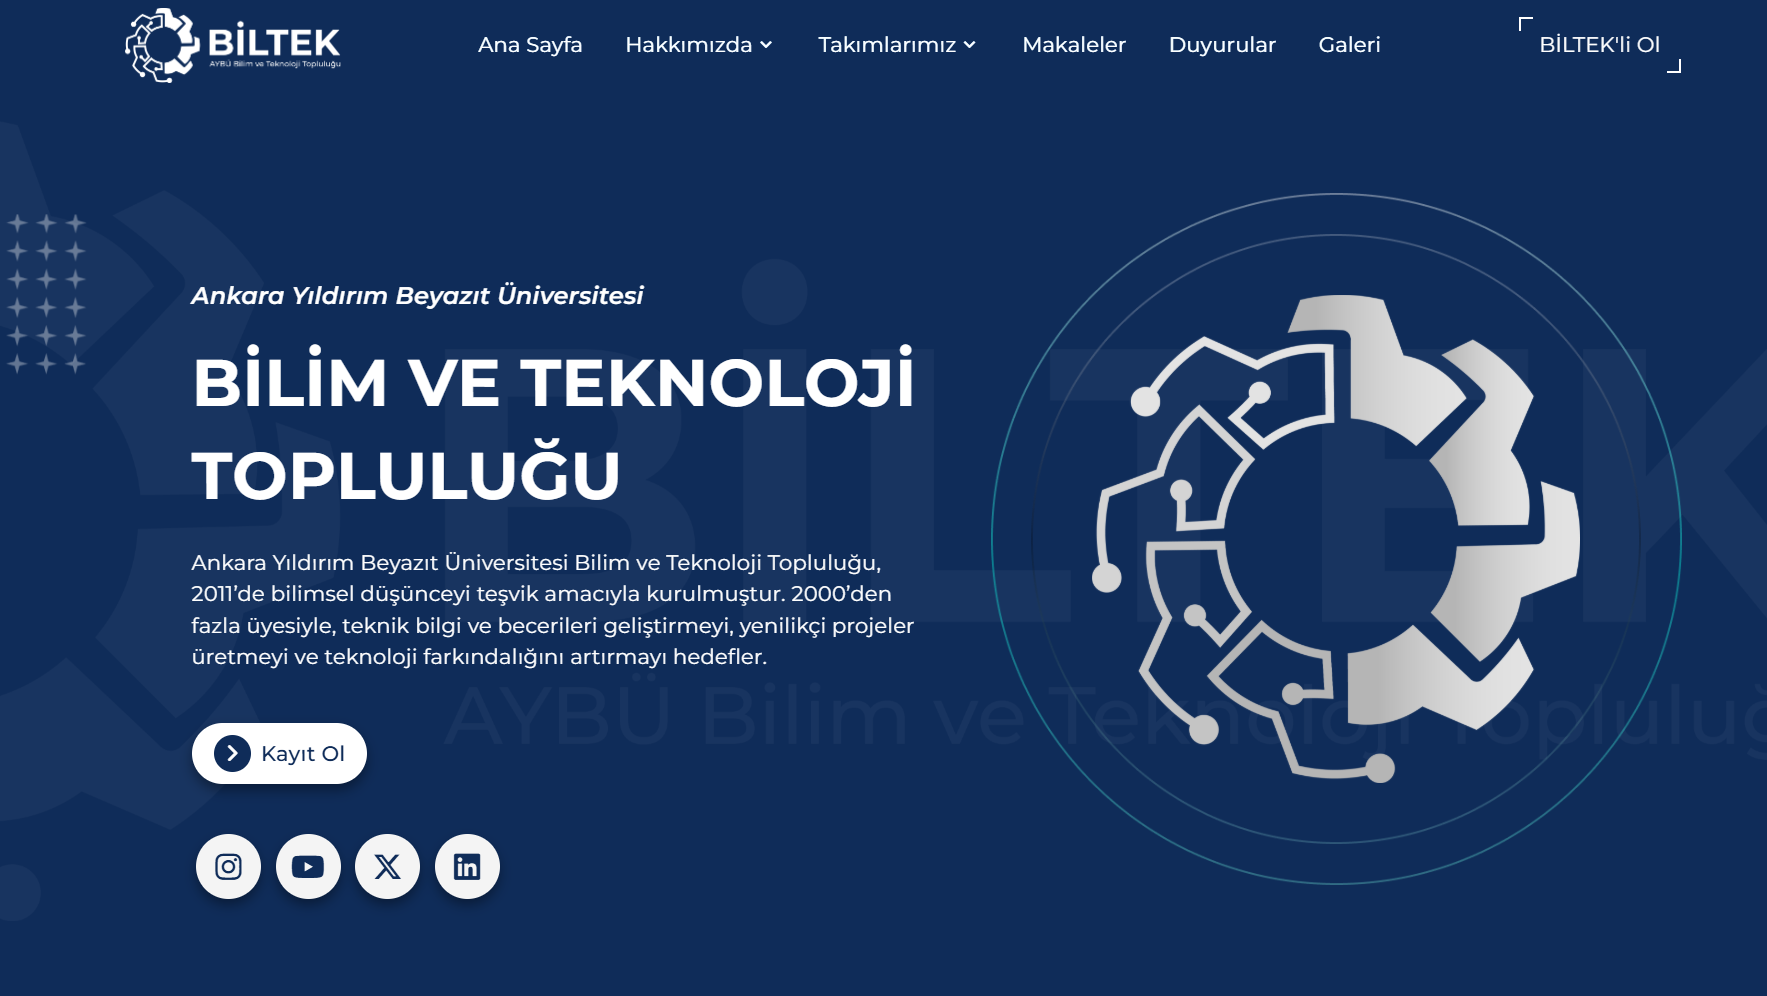 BİLTEK
AYBÜ Bilim ve Teknoloji Topluluğu
Ana Sayfa
Hakkımızda
Takımlarımız
Makaleler
Duyurular
Galeri
BİLTEK'li Ol
Ankara Yıldırım Beyazıt Üniversitesi
BİLİM VE TEKNOLOJİ
TOPLULUĞU
Ankara Yıldırım Beyazıt Üniversitesi Bilim ve Teknoloji Topluluğu,
2011’de bilimsel düşünceyi teşvik amacıyla kurulmuştur. 2000’den
fazla üyesiyle, teknik bilgi ve becerileri geliştirmeyi, yenilikçi projeler
üretmeyi ve teknoloji farkındalığını artırmayı hedefler.
Kayıt Ol
BİLTEK
AYBÜ Bilim ve Teknoloji Topluluğ